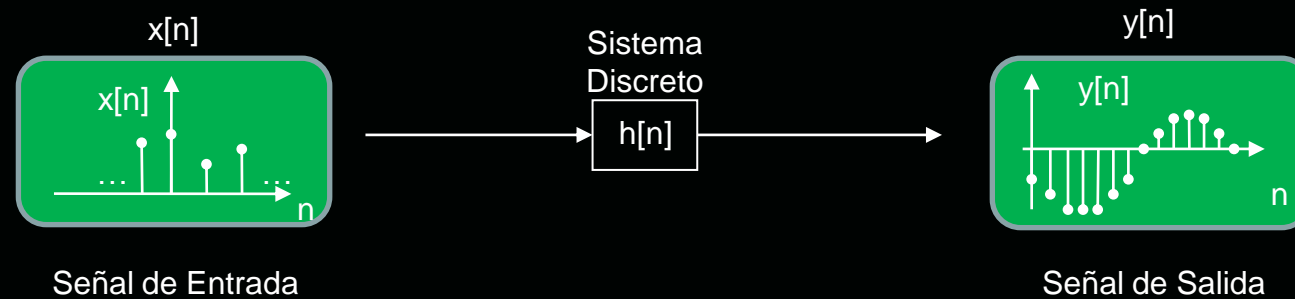 x[n]
x[n]
...
...
n
Señal de Entrada
Sistema
Discreto
h[n]
y[n]
y[n]
n
Señal de Salida